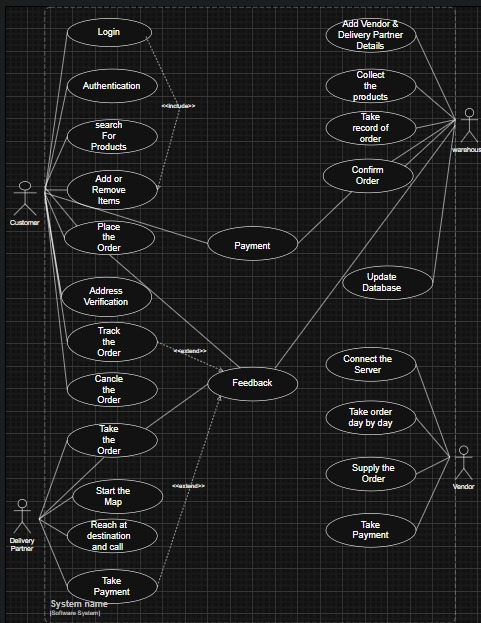 Login
Authentication
search
For
Products
Add or
Remove
Items
Place
the
Order
Address
Verification
Track
the
Order
Cancle
the
Order
Take
the
Order
Start the
Map
Reach at
destination
and call
Take
Payment
Customer
Delivery
Partner
<<include>>
Payment
<<extend>>
Feedback
<<extend>>
Add Vendor &
Delivery Partner
Details
Collect
the
products
Take
record of
order
Confirm
Order
Update
Database
Connect the
Server
Take order
day by day
Supply the
Order
Take
Payment
warehous
Vendor
System name
[Software System]